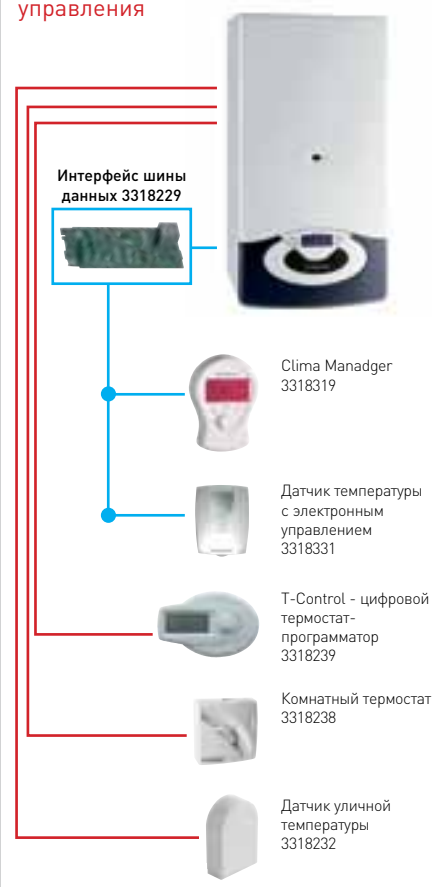 управления
Интерфейс шины
данных 3318229
Clima Manadger
3318319
Датчик температуры
с электронным
управлением
3318331
T-Control - цифровой
термостат-
программатор
3318239
Комнатный термостат
3318238
Датчик уличной
температуры
3318232